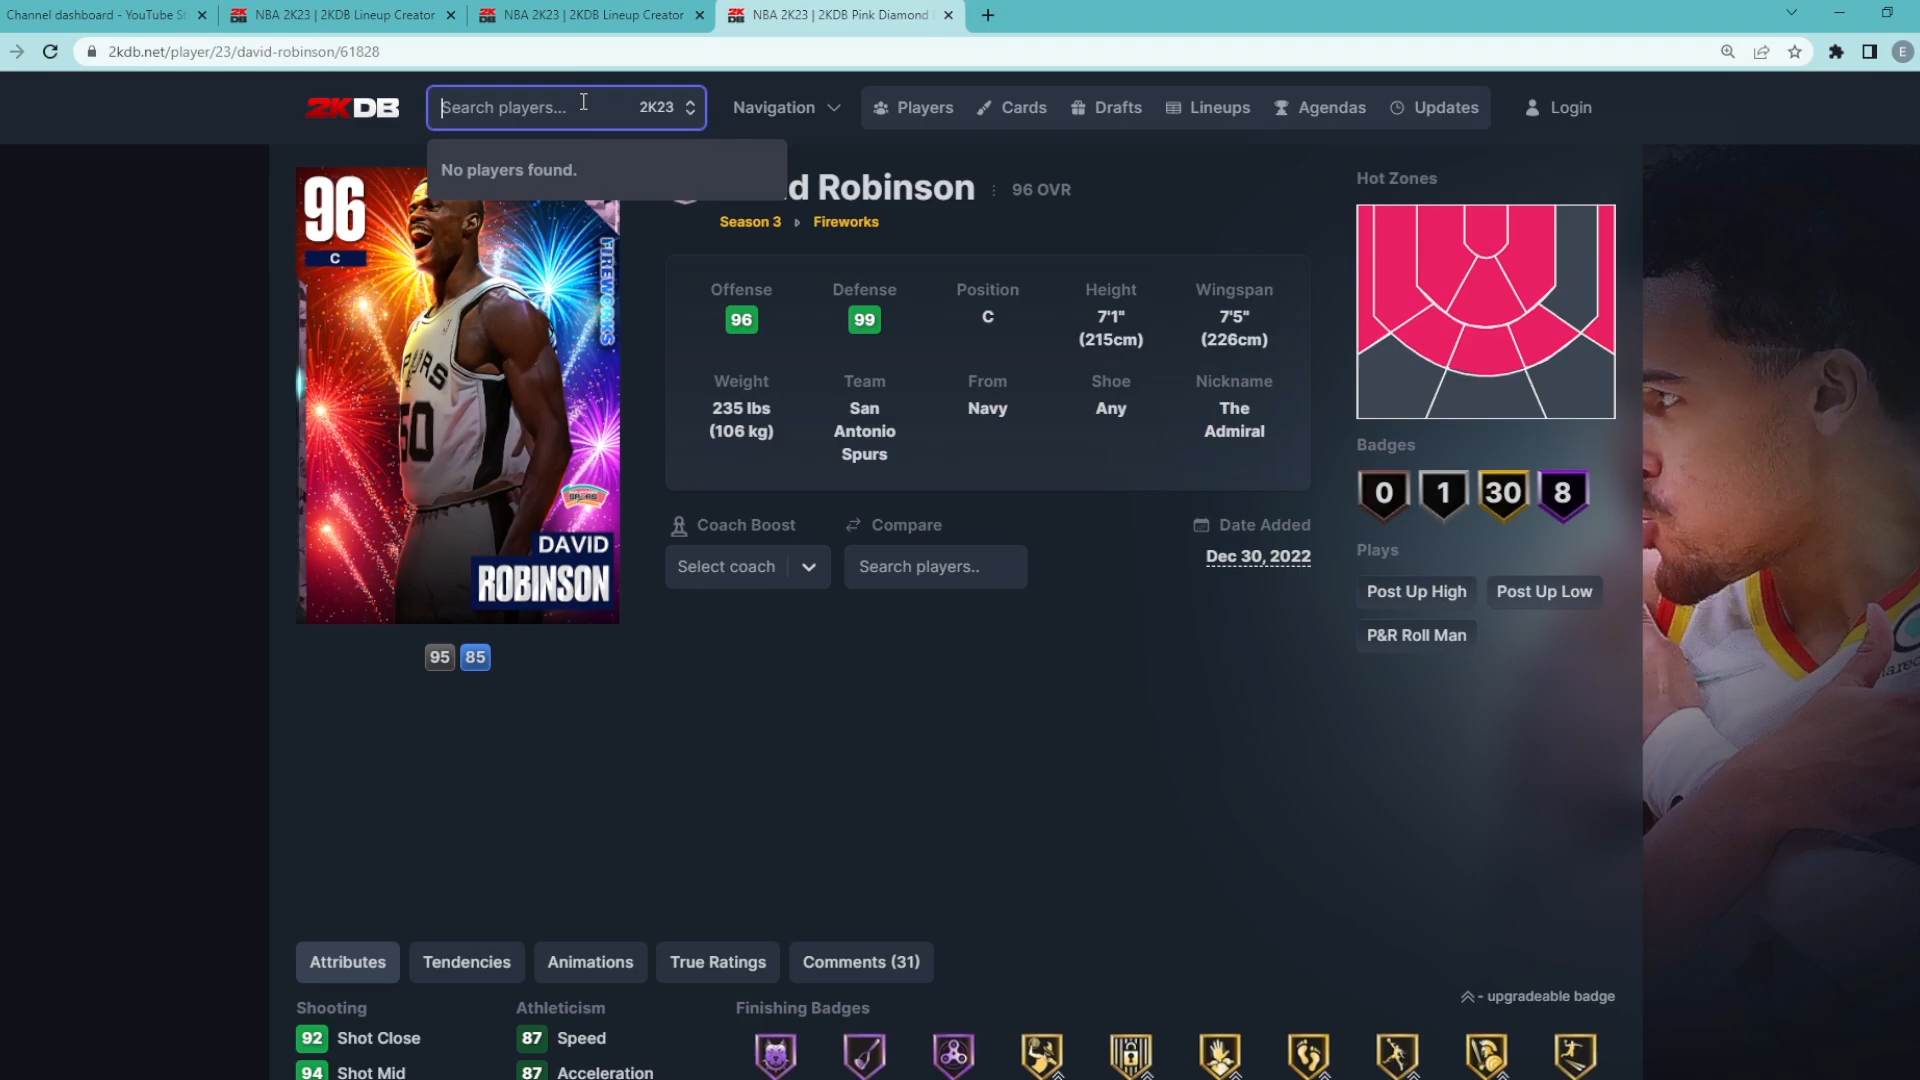 Channel dashboard - YouTube St
NBA 2K23 | 2KDB Lineup Creator
NBA 2K23 | 2KDB Lineup Creator
NBA 2K23 | 2KDB Pink Diamond
2kdb.net/player/23/david-robinson/61828
E
2KDB
Search players...
2K23
Navigation
Players
Cards
Drafts
Lineups
Agendas
Updates
Login
No players found.
d Robinson
96 OVR
Season 3
Fireworks
96
C
FIREWORKS
SPURS
50
SPURS
DAVID
ROBINSON
95
85
Offense
Defense
Position
Height
Wingspan
96
99
C
7'1"
(215cm)
7'5"
(226cm)
Weight
Team
From
Shoe
Nickname
235 lbs
(106 kg)
San
Antonio
Spurs
Navy
Any
The
Admiral
Coach Boost
Compare
Date Added
Select coach
Search players..
Dec 30, 2022
Hot Zones
Badges
0
1
30
8
Plays
Post Up High
Post Up Low
P&R Roll Man
Attributes
Tendencies
Animations
True Ratings
Comments (31)
- upgradeable badge
Shooting
Athleticism
Finishing Badges
92 Shot Close
87 Speed
94 Shot Mid
87 Acceleration